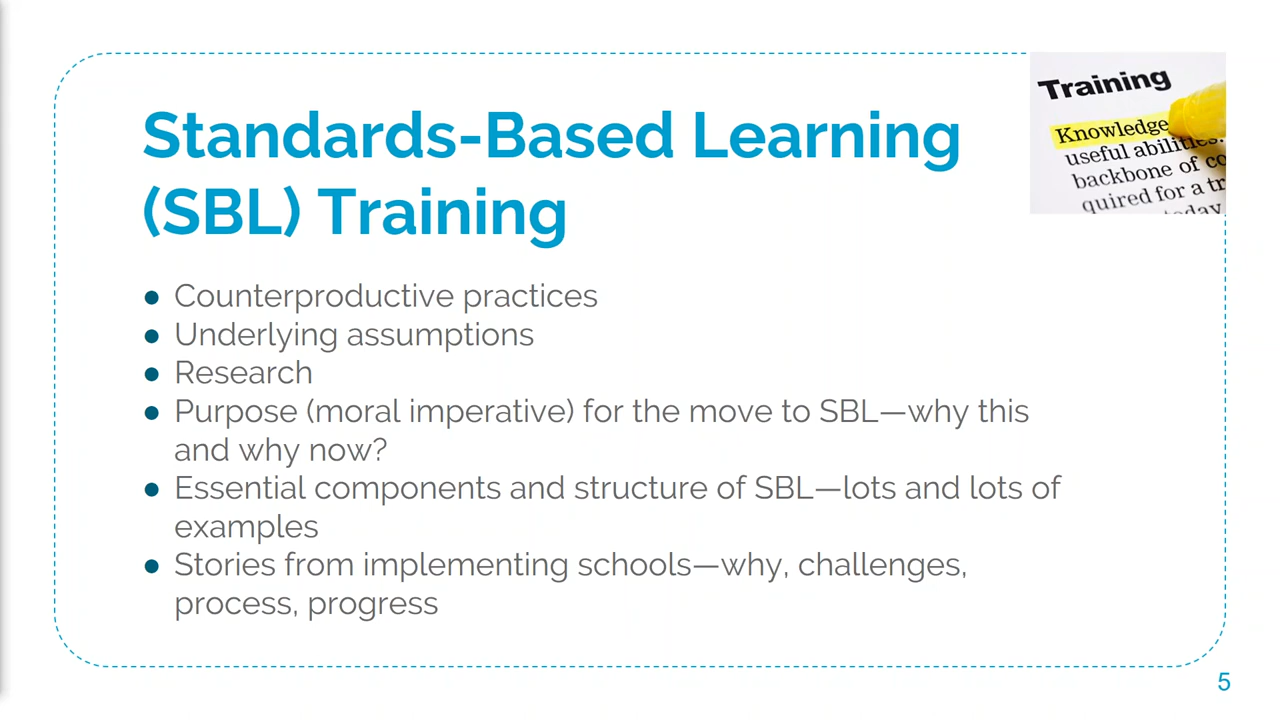 Standards-Based Learning
(SBL) Training
● Counterproductive practices
● Underlying assumptions
● Research
● Purpose (moral imperative) for the move to SBL—why this
and why now?
● Essential components and structure of SBL—lots and lots of
examples
● Stories from implementing schools—why, challenges,
process, progress
Training
Knowledge
useful abilities.
backbone of
quired for a
today
5